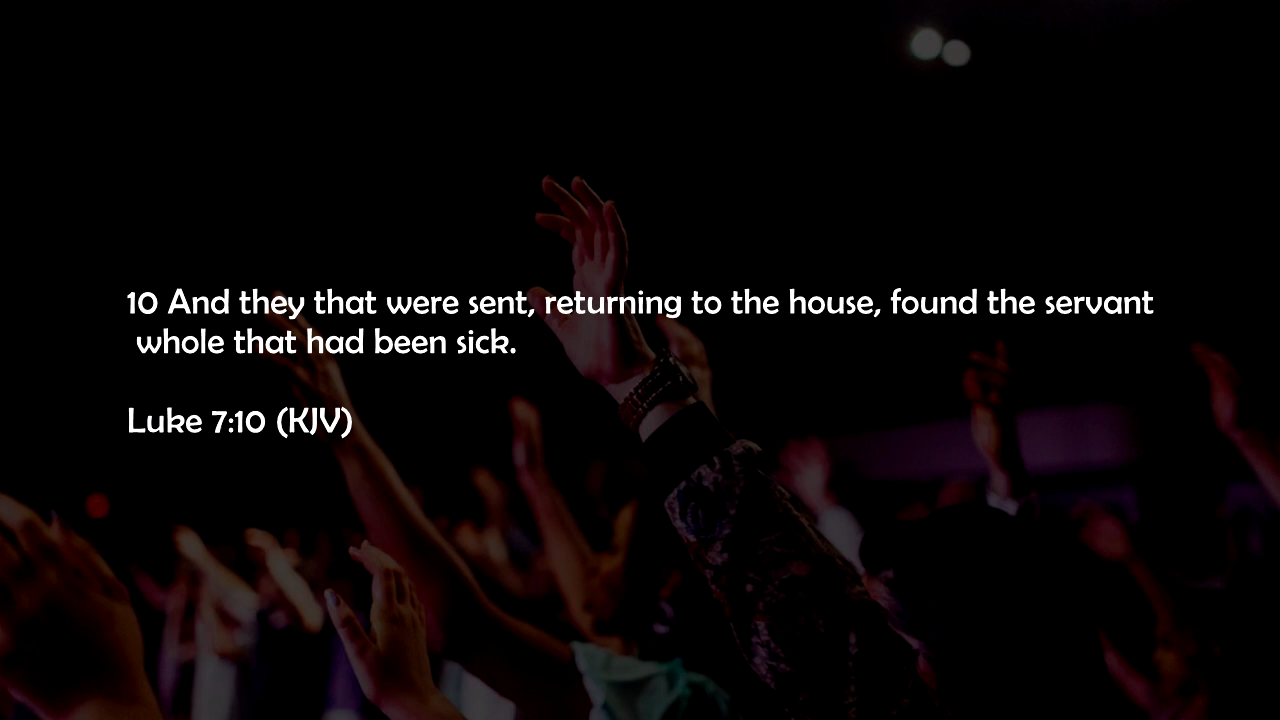 10 And they that were sent, returning to the house, found the servant
whole that had been sick.
Luke 7:10 (KJV)